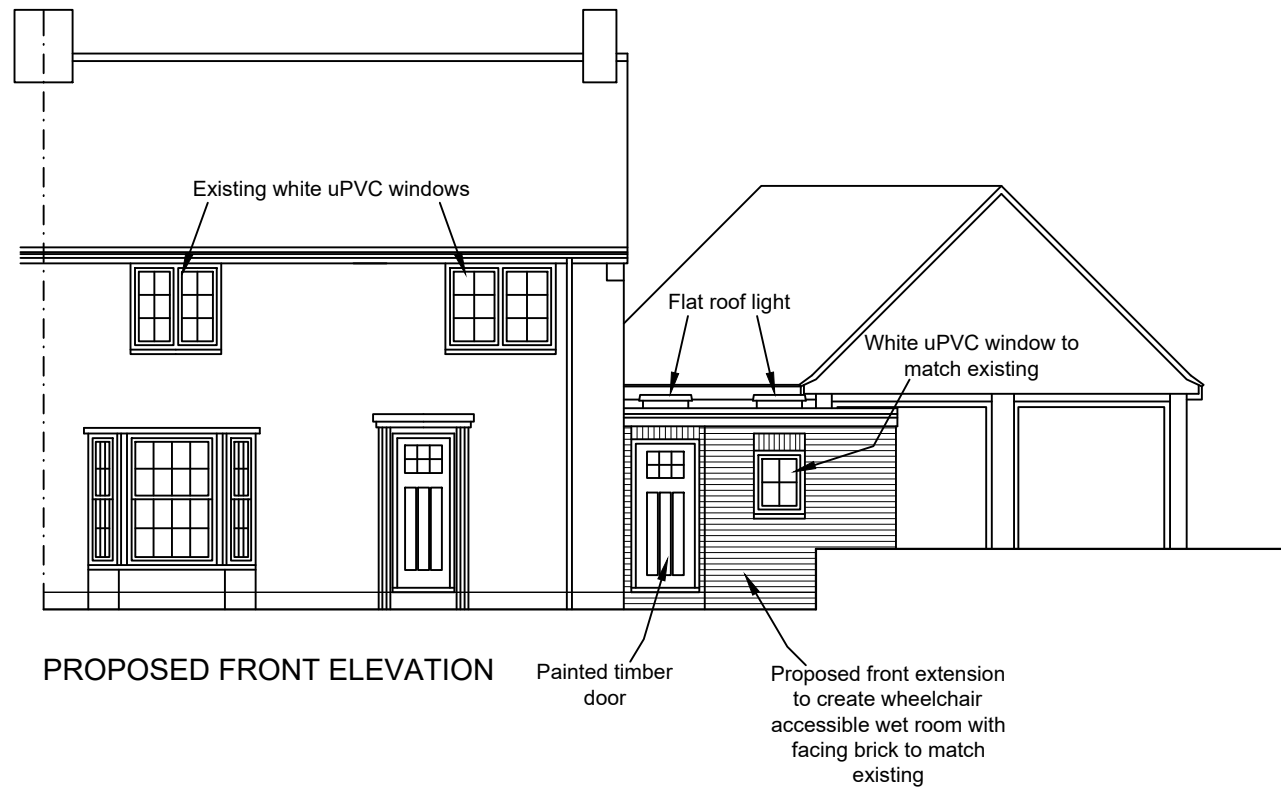 Existing white uPVC windows
Flat roof light
White uPVC window to
match existing
PROPOSED FRONT ELEVATION
Painted timber
door
Proposed front extension
to create wheelchair
accessible wet room with
facing brick to match
existing